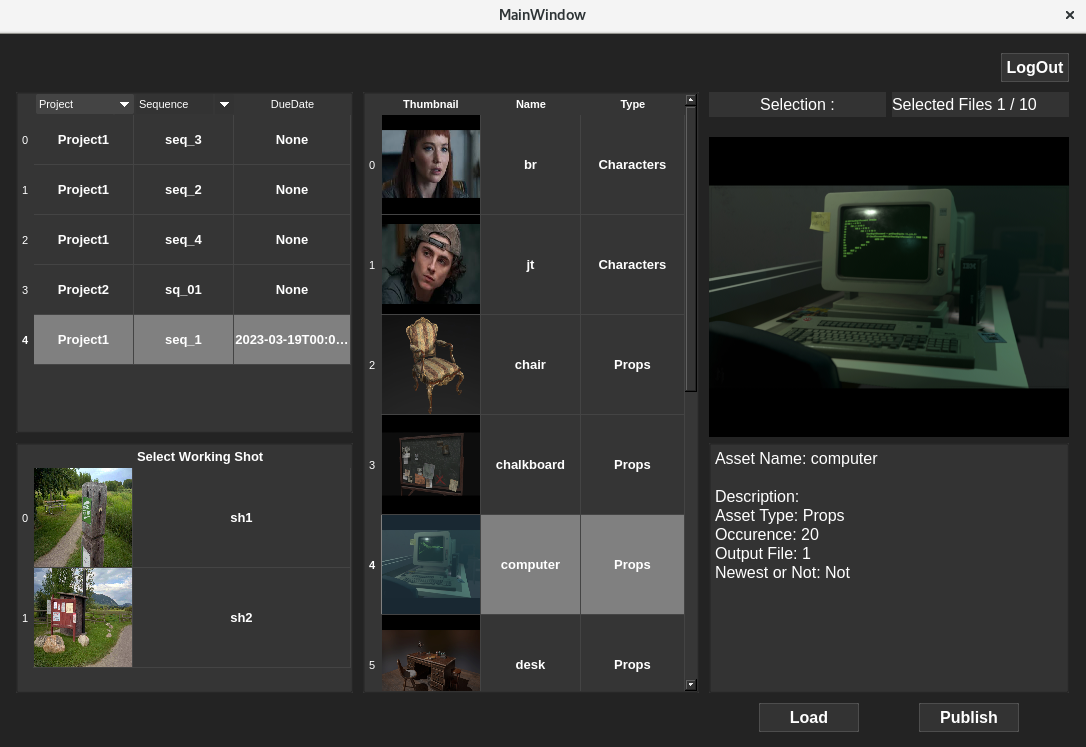 MainWindow
×
LogOut
Project Sequence DueDate
0 Project1 seq_3 None
1 Project1 seq_2 None
2 Project1 seq_4 None
3 Project2 sq_01 None
4 Project1 seq_1 2023-03-19T00:0...
Select Working Shot
0 sh1
1 sh2
Thumbnail Name Type
0 br Characters
1 jt Characters
2 chair Props
3 chalkboard Props
4 computer Props
5 desk Props
Selection :
Selected Files 1 / 10
IBM
Asset Name: computer
Description:
Asset Type: Props
Occurence: 20
Output File: 1
Newest or Not: Not
Load
Publish